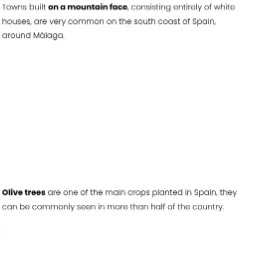 Towns built on a mountain face, consisting entirely of white
houses, are very common on the south coast of Spain,
around Málaga.
Olive trees are one of the main crops planted in Spain, they
can be commonly seen in more than half of the country.